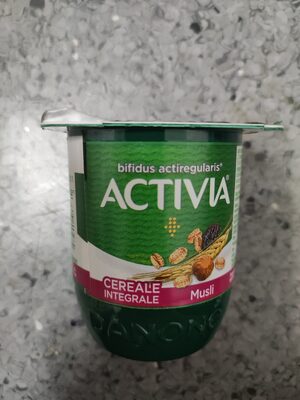 bifidus actiregularis®
ACTIVIA®
CEREALE
INTEGRALE
Musli
DANONE